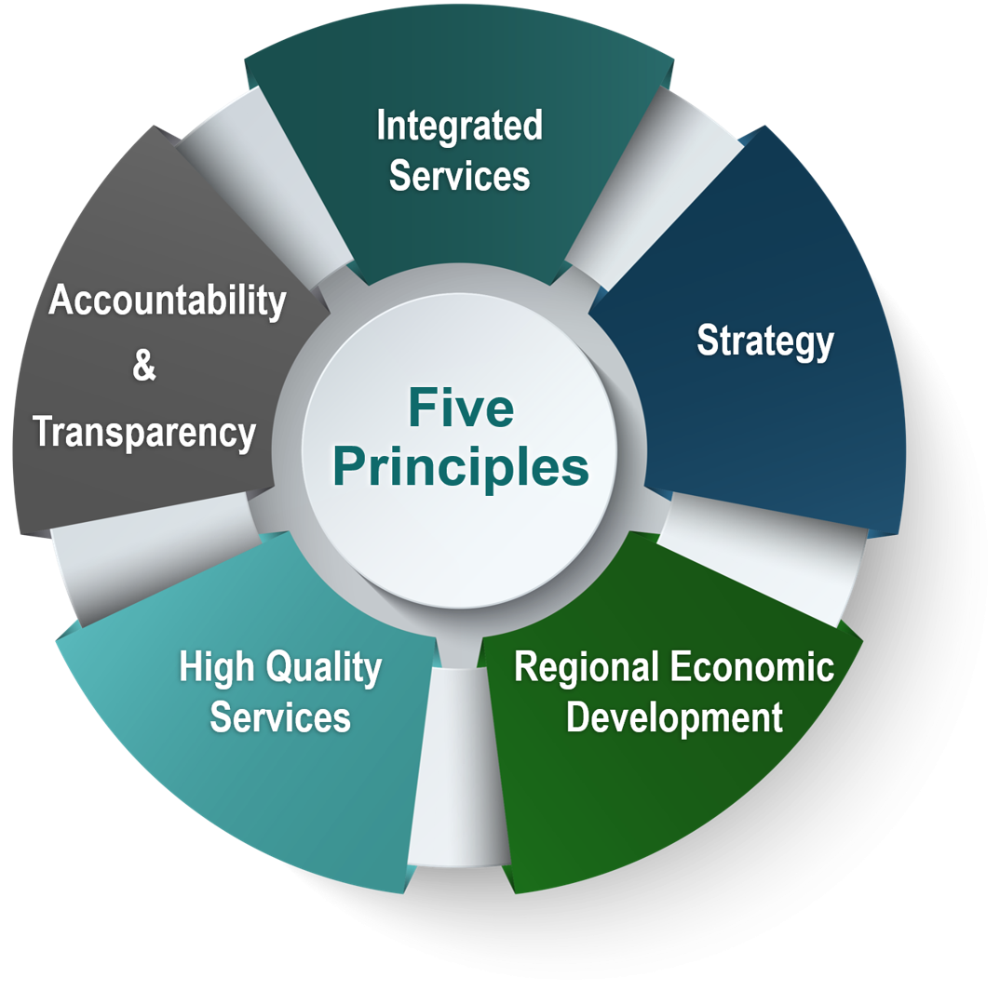 Integrated
Services
Strategy
Regional Economic
Development
High Quality
Services
Accountability
&
Transparency
Five
Principles